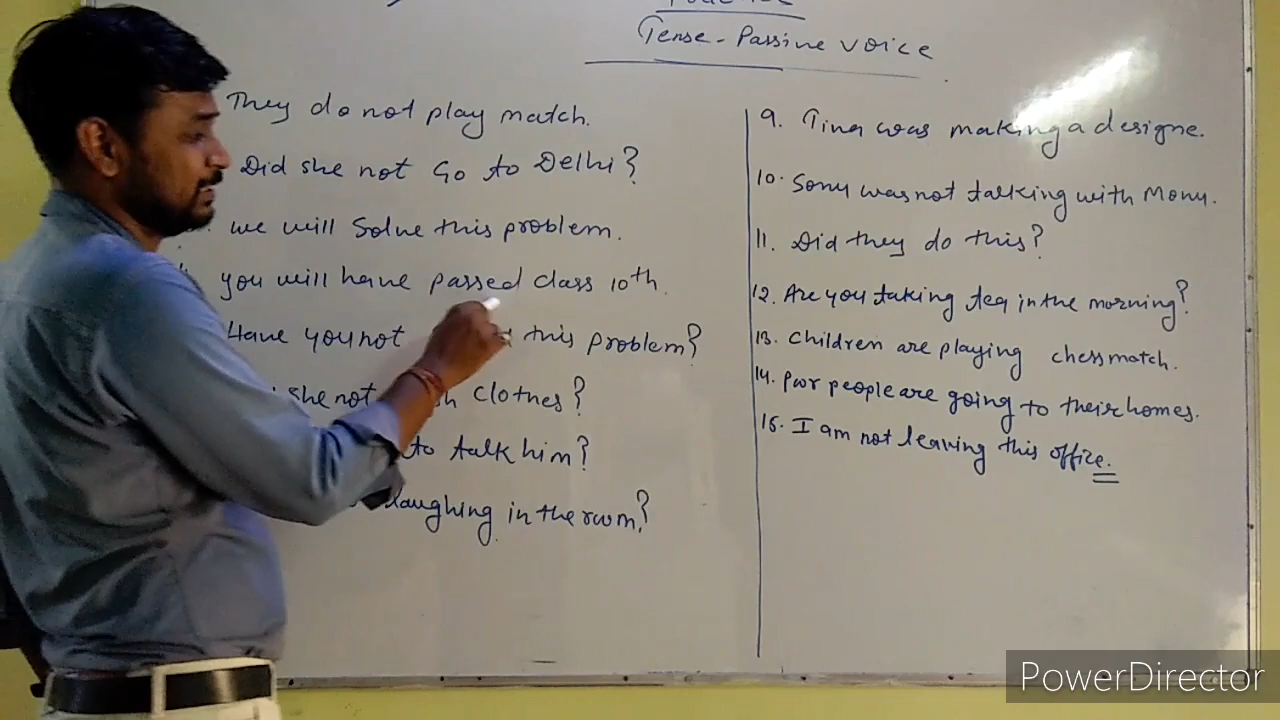 Tense - Passive voice
They do not play match.
Did she not Go to Delhi?
we will Solve this problem.
you will have passed class 10th.
Have you not this problem?
she not clothes?
to talk him?
laughing in the room?
9. Tina was making a designe.
10. Sonu was not talking with Monu.
11. Did they do this?
12. Are you taking tea in the morning?
13. Children are playing chess match.
14. Poor people are going to their homes.
15. I am not leaving this office.
PowerDirector